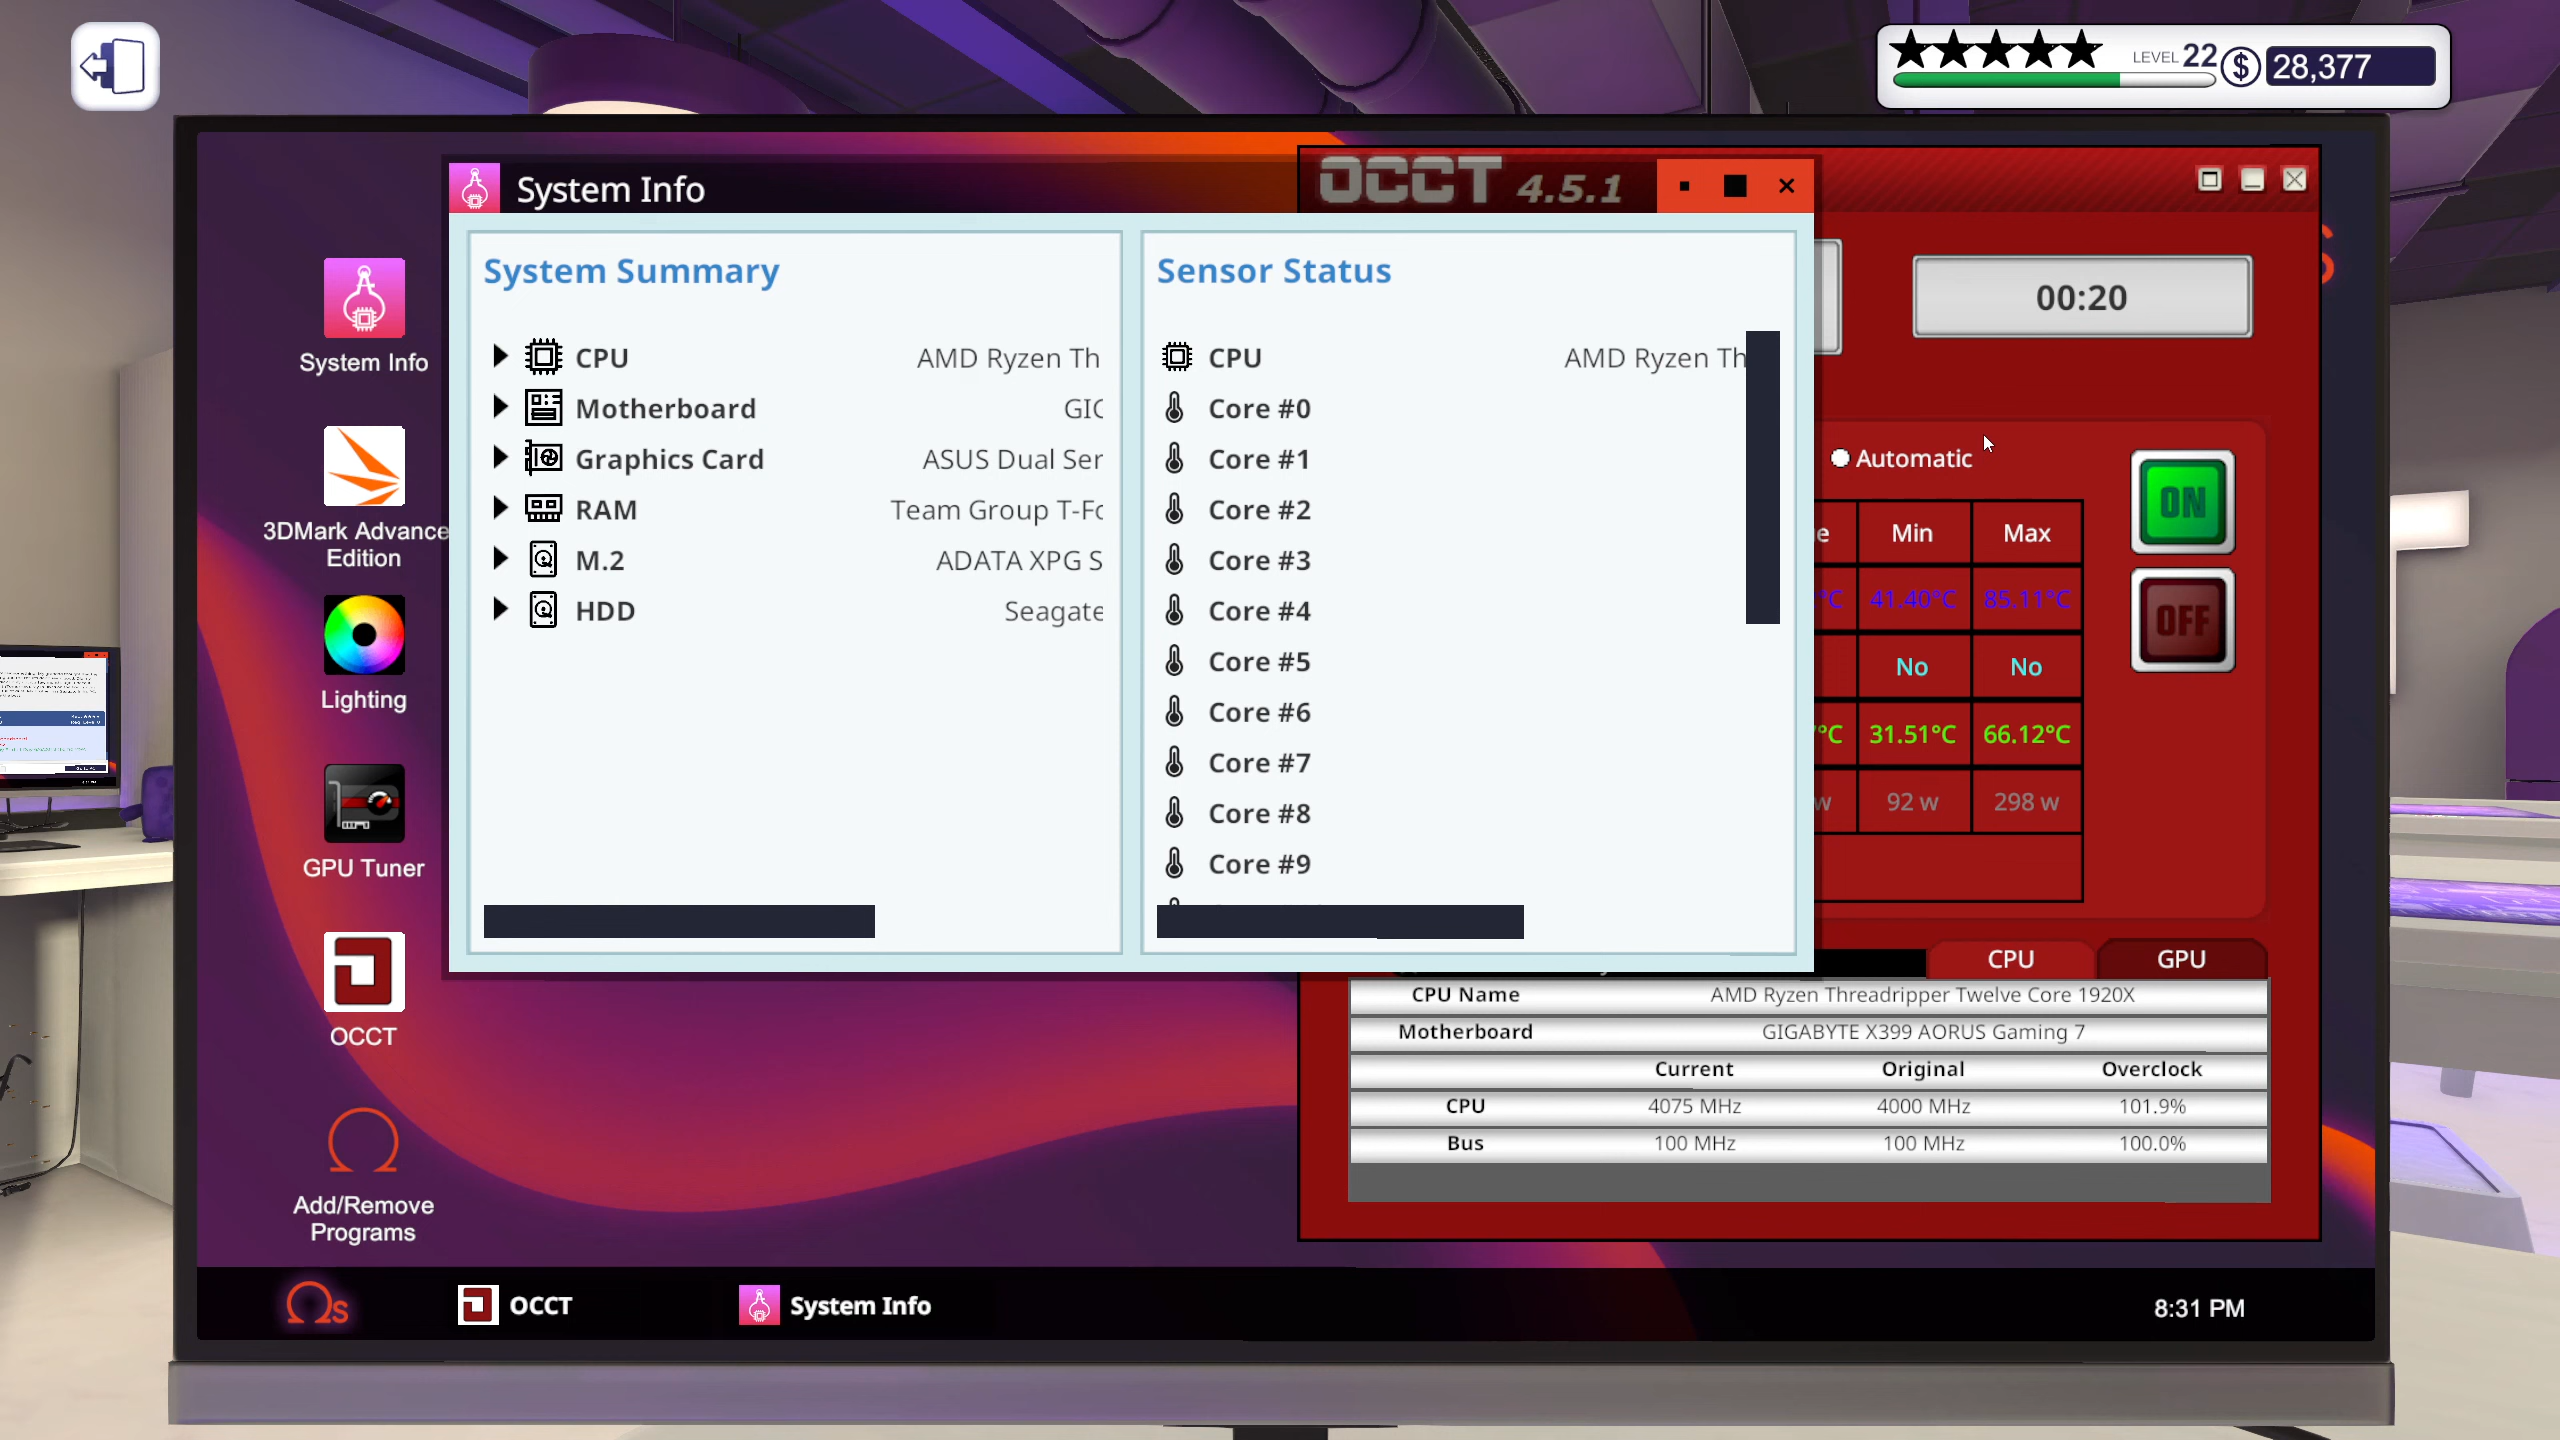 LEVEL 22 $ 28,377
System Info
OCCT 4.5.1
System Summary
Sensor Status
00:20
CPU AMD Ryzen Th
Motherboard GIG
Graphics Card ASUS Dual Ser
RAM Team Group T-Fo
M.2 ADATA XPG S
HDD Seagate
CPU AMD Ryzen Th
Core #0
Core #1
Core #2
Core #3
Core #4
Core #5
Core #6
Core #7
Core #8
Core #9
Automatic
ON
OFF
Min Max
°C 41.40°C 85.11°C
No No
°C 31.51°C 66.12°C
w 92 w 298 w
CPU GPU
CPU Name AMD Ryzen Threadripper Twelve Core 1920X
Motherboard GIGABYTE X399 AORUS Gaming 7
Current Original Overclock
CPU 4075 MHz 4000 MHz 101.9%
Bus 100 MHz 100 MHz 100.0%
System Info
3DMark Advance
Edition
Lighting
GPU Tuner
OCCT
Add/Remove
Programs
Ωs
OCCT
System Info
8:31 PM